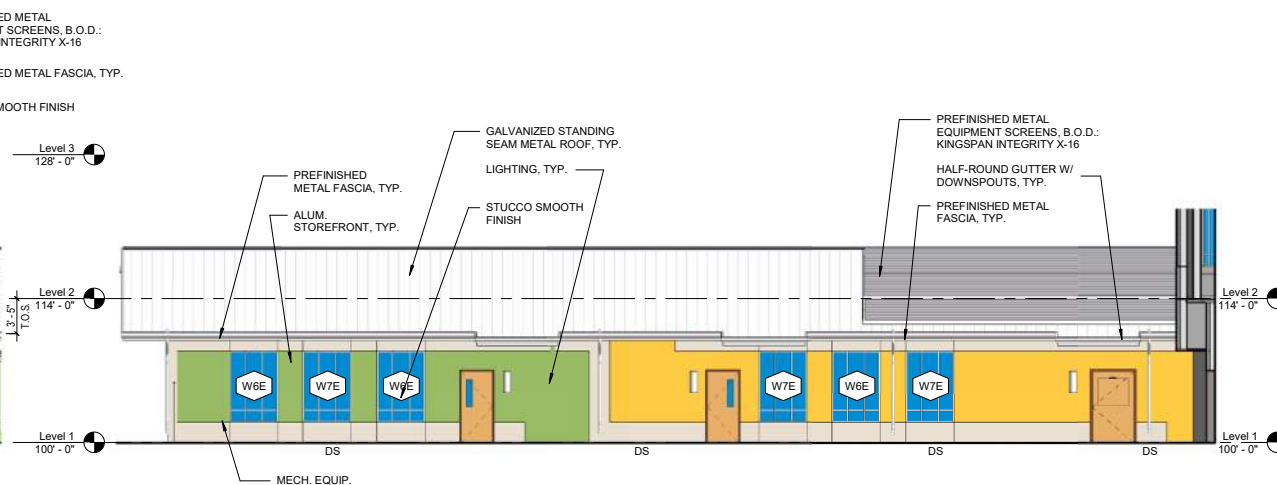 ED METAL
T SCREENS, B.O.D.:
INTEGRITY X-16
ED METAL FASCIA, TYP.
MOOTH FINISH
Level 3
128' - 0"
PREFINISHED
METAL FASCIA, TYP.
ALUM.
STOREFRONT, TYP.
GALVANIZED STANDING
SEAM METAL ROOF, TYP.
LIGHTING, TYP.
STUCCO SMOOTH
FINISH
PREFINISHED METAL
EQUIPMENT SCREENS, B.O.D.:
KINGSPAN INTEGRITY X-16
HALF-ROUND GUTTER W/
DOWNSPOUTS, TYP.
PREFINISHED METAL
FASCIA, TYP.
Level 2
114' - 0"
3' - 5"
T.O.S.
Level 2
114' - 0"
W6E
W7E
W6E
W7E
W6E
W7E
Level 1
100' - 0"
DS
DS
DS
DS
Level 1
100' - 0"
MECH. EQUIP.